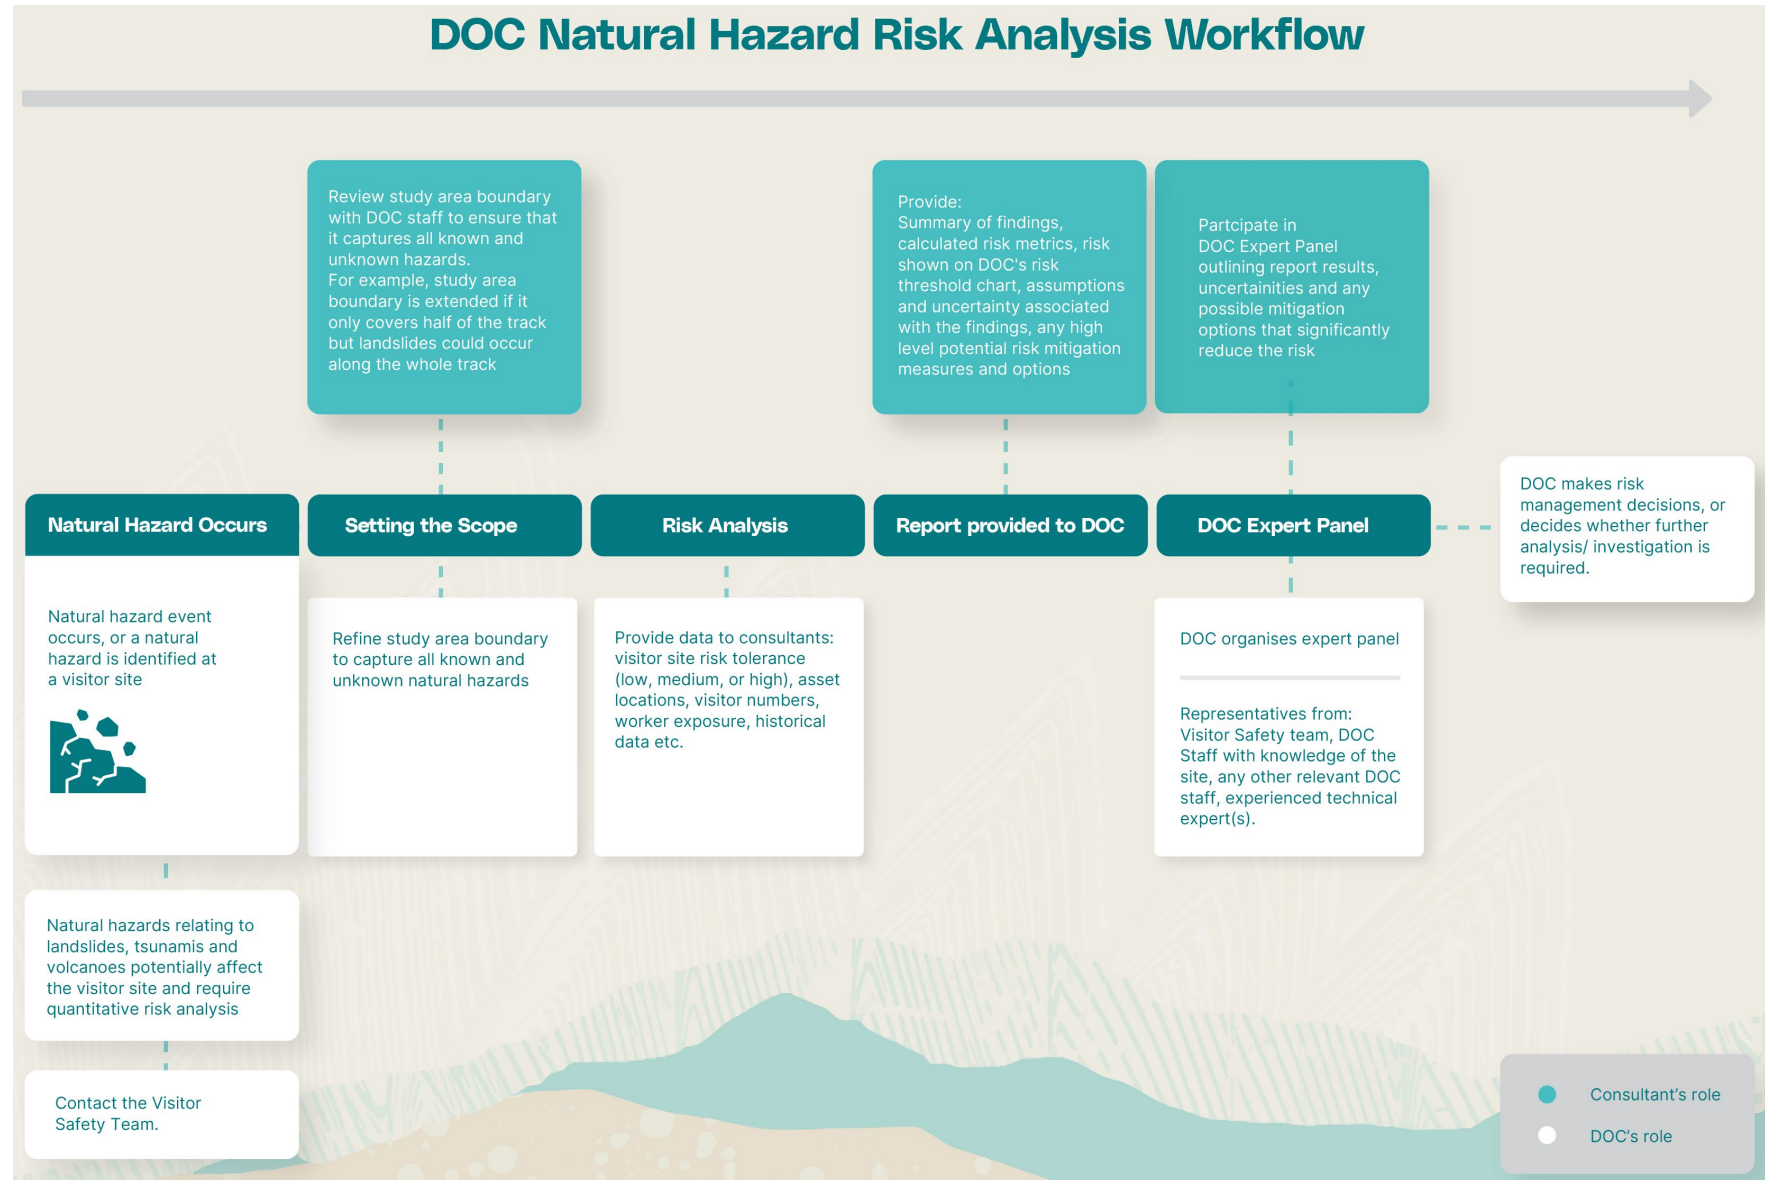 DOC Natural Hazard Risk Analysis Workflow
Review study area boundary
with DOC staff to ensure that
it captures all known and
unknown hazards.
For example, study area
boundary is extended if it
only covers half of the track
but landslides could occur
along the whole track
Provide:
Summary of findings,
calculated risk metrics, risk
shown on DOC's risk
threshold chart, assumptions
and uncertainty associated
with the findings, any high
level potential risk mitigation
measures and options
Partcipate in
DOC Expert Panel
outlining report results,
uncertainities and any
possible mitigation
options that significantly
reduce the risk
Natural Hazard Occurs
Setting the Scope
Risk Analysis
Report provided to DOC
DOC Expert Panel
DOC makes risk
management decisions, or
decides whether further
analysis/ investigation is
required.
Natural hazard event
occurs, or a natural
hazard is identified at
a visitor site
Refine study area boundary
to capture all known and
unknown natural hazards
Provide data to consultants:
visitor site risk tolerance
(low, medium, or high), asset
locations, visitor numbers,
worker exposure, historical
data etc.
DOC organises expert panel
Representatives from:
Visitor Safety team, DOC
Staff with knowledge of the
site, any other relevant DOC
staff, experienced technical
expert(s).
Natural hazards relating to
landslides, tsunamis and
volcanoes potentially affect
the visitor site and require
quantitative risk analysis
Contact the Visitor
Safety Team.
Consultant's role
DOC's role